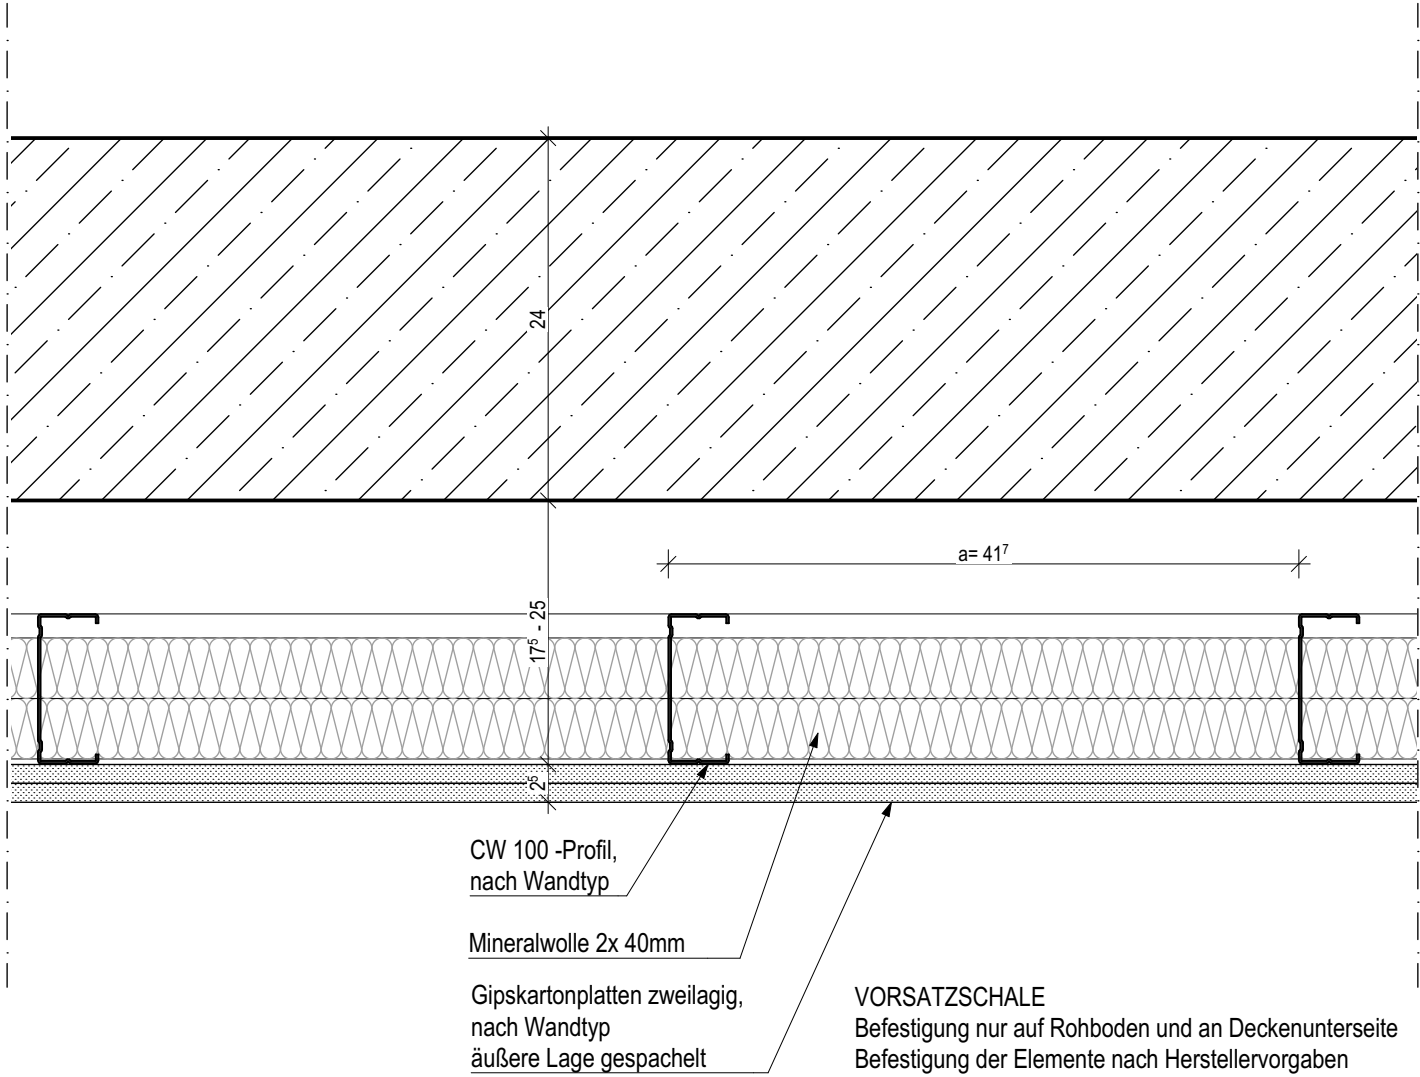 24
a= 41⁷
17⁵ - 25
2⁵
CW 100 -Profil,
nach Wandtyp
Mineralwolle 2x 40mm
Gipskartonplatten zweilagig,
nach Wandtyp
äußere Lage gespachelt
VORSATZSCHALE
Befestigung nur auf Rohboden und an Deckenunterseite
Befestigung der Elemente nach Herstellervorgaben